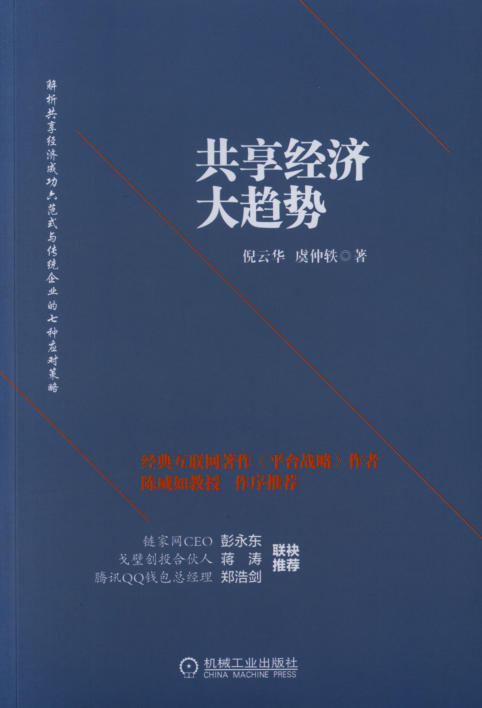 解析共享经济成功六范式与传统企业的七种应对策略
共享经济
大趋势
倪云华 虞仲轶◎著
经典互联网著作《平台战略》作者
陈威如教授 作序推荐
链家网CEO 彭永东
戈壁创投合伙人 蒋 涛
腾讯QQ钱包总经理 郑浩剑
联袂
推荐
机械工业出版社
CHINA MACHINE PRESS